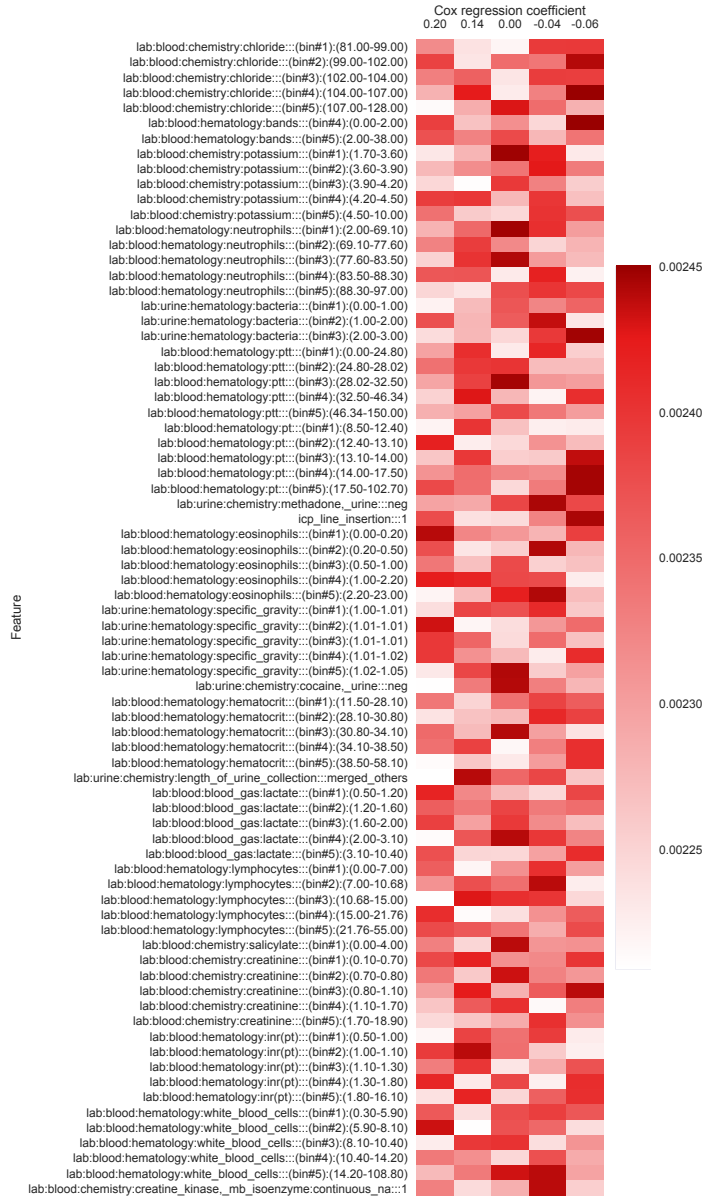 Cox regression coefficient
0.20 0.14 0.00 -0.04 -0.06
lab:blood:chemistry:chloride:::(bin#1):(81.00-99.00)
lab:blood:chemistry:chloride:::(bin#2):(99.00-102.00)
lab:blood:chemistry:chloride:::(bin#3):(102.00-104.00)
lab:blood:chemistry:chloride:::(bin#4):(104.00-107.00)
lab:blood:chemistry:chloride:::(bin#5):(107.00-128.00)
lab:blood:hematology:bands:::(bin#4):(0.00-2.00)
lab:blood:hematology:bands:::(bin#5):(2.00-38.00)
lab:blood:chemistry:potassium:::(bin#1):(1.70-3.60)
lab:blood:chemistry:potassium:::(bin#2):(3.60-3.90)
lab:blood:chemistry:potassium:::(bin#3):(3.90-4.20)
lab:blood:chemistry:potassium:::(bin#4):(4.20-4.50)
lab:blood:chemistry:potassium:::(bin#5):(4.50-10.00)
lab:blood:hematology:neutrophils:::(bin#1):(2.00-69.10)
lab:blood:hematology:neutrophils:::(bin#2):(69.10-77.60)
lab:blood:hematology:neutrophils:::(bin#3):(77.60-83.50)
lab:blood:hematology:neutrophils:::(bin#4):(83.50-88.30)
lab:blood:hematology:neutrophils:::(bin#5):(88.30-97.00)
lab:urine:hematology:bacteria:::(bin#1):(0.00-1.00)
lab:urine:hematology:bacteria:::(bin#2):(1.00-2.00)
lab:urine:hematology:bacteria:::(bin#3):(2.00-3.00)
lab:blood:hematology:ptt:::(bin#1):(0.00-24.80)
lab:blood:hematology:ptt:::(bin#2):(24.80-28.02)
lab:blood:hematology:ptt:::(bin#3):(28.02-32.50)
lab:blood:hematology:ptt:::(bin#4):(32.50-46.34)
lab:blood:hematology:ptt:::(bin#5):(46.34-150.00)
lab:blood:hematology:pt:::(bin#1):(8.50-12.40)
lab:blood:hematology:pt:::(bin#2):(12.40-13.10)
lab:blood:hematology:pt:::(bin#3):(13.10-14.00)
lab:blood:hematology:pt:::(bin#4):(14.00-17.50)
lab:blood:hematology:pt:::(bin#5):(17.50-102.70)
lab:urine:chemistry:methadone,_urine:::neg
icp_line_insertion:::1
lab:blood:hematology:eosinophils:::(bin#1):(0.00-0.20)
lab:blood:hematology:eosinophils:::(bin#2):(0.20-0.50)
lab:blood:hematology:eosinophils:::(bin#3):(0.50-1.00)
lab:blood:hematology:eosinophils:::(bin#4):(1.00-2.20)
lab:blood:hematology:eosinophils:::(bin#5):(2.20-23.00)
lab:urine:hematology:specific_gravity:::(bin#1):(1.00-1.01)
lab:urine:hematology:specific_gravity:::(bin#2):(1.01-1.01)
lab:urine:hematology:specific_gravity:::(bin#3):(1.01-1.01)
lab:urine:hematology:specific_gravity:::(bin#4):(1.01-1.02)
lab:urine:hematology:specific_gravity:::(bin#5):(1.02-1.05)
lab:urine:chemistry:cocaine,_urine:::neg
lab:blood:hematology:hematocrit:::(bin#1):(11.50-28.10)
lab:blood:hematology:hematocrit:::(bin#2):(28.10-30.80)
lab:blood:hematology:hematocrit:::(bin#3):(30.80-34.10)
lab:blood:hematology:hematocrit:::(bin#4):(34.10-38.50)
lab:blood:hematology:hematocrit:::(bin#5):(38.50-58.10)
lab:urine:chemistry:length_of_urine_collection:::merged_others
lab:blood:blood_gas:lactate:::(bin#1):(0.50-1.20)
lab:blood:blood_gas:lactate:::(bin#2):(1.20-1.60)
lab:blood:blood_gas:lactate:::(bin#3):(1.60-2.00)
lab:blood:blood_gas:lactate:::(bin#4):(2.00-3.10)
lab:blood:blood_gas:lactate:::(bin#5):(3.10-10.40)
lab:blood:hematology:lymphocytes:::(bin#1):(0.00-7.00)
lab:blood:hematology:lymphocytes:::(bin#2):(7.00-10.68)
lab:blood:hematology:lymphocytes:::(bin#3):(10.68-15.00)
lab:blood:hematology:lymphocytes:::(bin#4):(15.00-21.76)
lab:blood:hematology:lymphocytes:::(bin#5):(21.76-55.00)
lab:blood:chemistry:salicylate:::(bin#1):(0.00-4.00)
lab:blood:chemistry:creatinine:::(bin#1):(0.10-0.70)
lab:blood:chemistry:creatinine:::(bin#2):(0.70-0.80)
lab:blood:chemistry:creatinine:::(bin#3):(0.80-1.10)
lab:blood:chemistry:creatinine:::(bin#4):(1.10-1.70)
lab:blood:chemistry:creatinine:::(bin#5):(1.70-18.90)
lab:blood:hematology:inr(pt):::(bin#1):(0.50-1.00)
lab:blood:hematology:inr(pt):::(bin#2):(1.00-1.10)
lab:blood:hematology:inr(pt):::(bin#3):(1.10-1.30)
lab:blood:hematology:inr(pt):::(bin#4):(1.30-1.80)
lab:blood:hematology:inr(pt):::(bin#5):(1.80-16.10)
lab:blood:hematology:white_blood_cells:::(bin#1):(0.30-5.90)
lab:blood:hematology:white_blood_cells:::(bin#2):(5.90-8.10)
lab:blood:hematology:white_blood_cells:::(bin#3):(8.10-10.40)
lab:blood:hematology:white_blood_cells:::(bin#4):(10.40-14.20)
lab:blood:hematology:white_blood_cells:::(bin#5):(14.20-108.80)
lab:blood:chemistry:creatine_kinase,_mb_isoenzyme:continuous_na:::1
Feature
0.00245
0.00240
0.00235
0.00230
0.00225